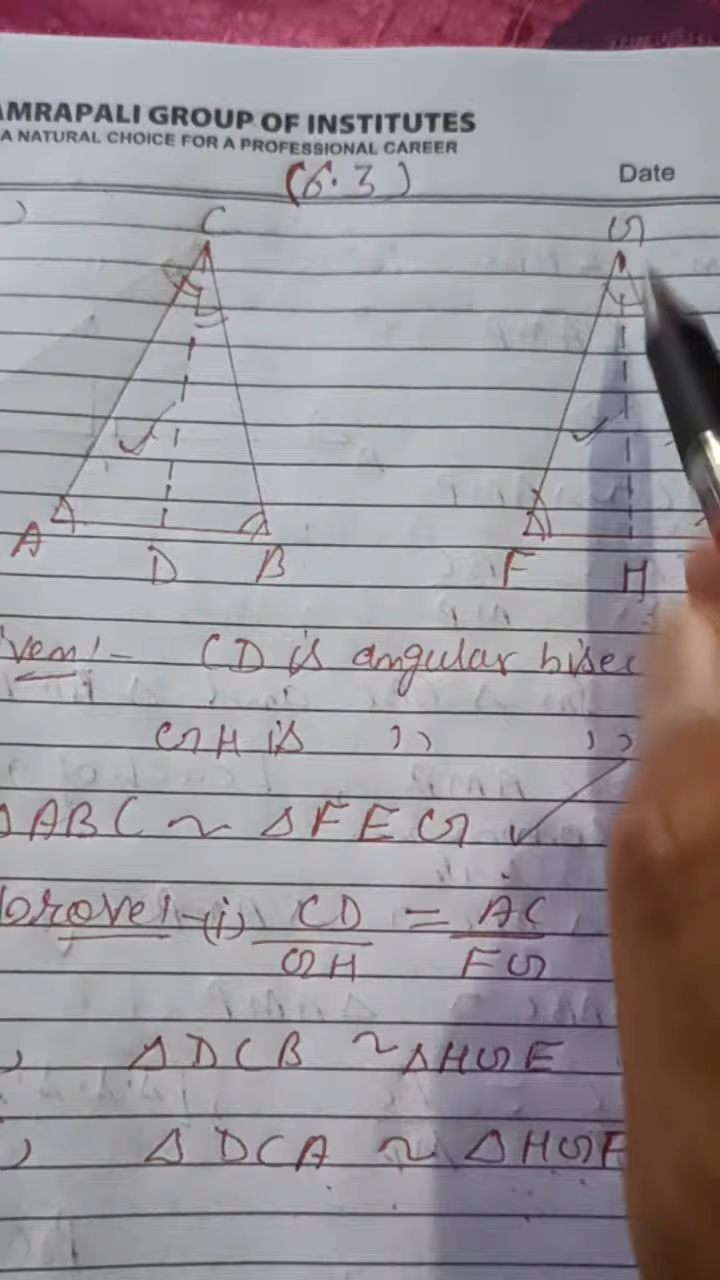 AMRAPALI GROUP OF INSTITUTES
A NATURAL CHOICE FOR A PROFESSIONAL CAREER
(6.3)
Date
C G
A D B F H
CD is angular
GH is ,, ,,
ΔABC ~ ΔFEG
prove:- (i) CD/GH = AC/FG
ΔDCB ~ ΔHGE
ΔDCA ~ ΔHGF